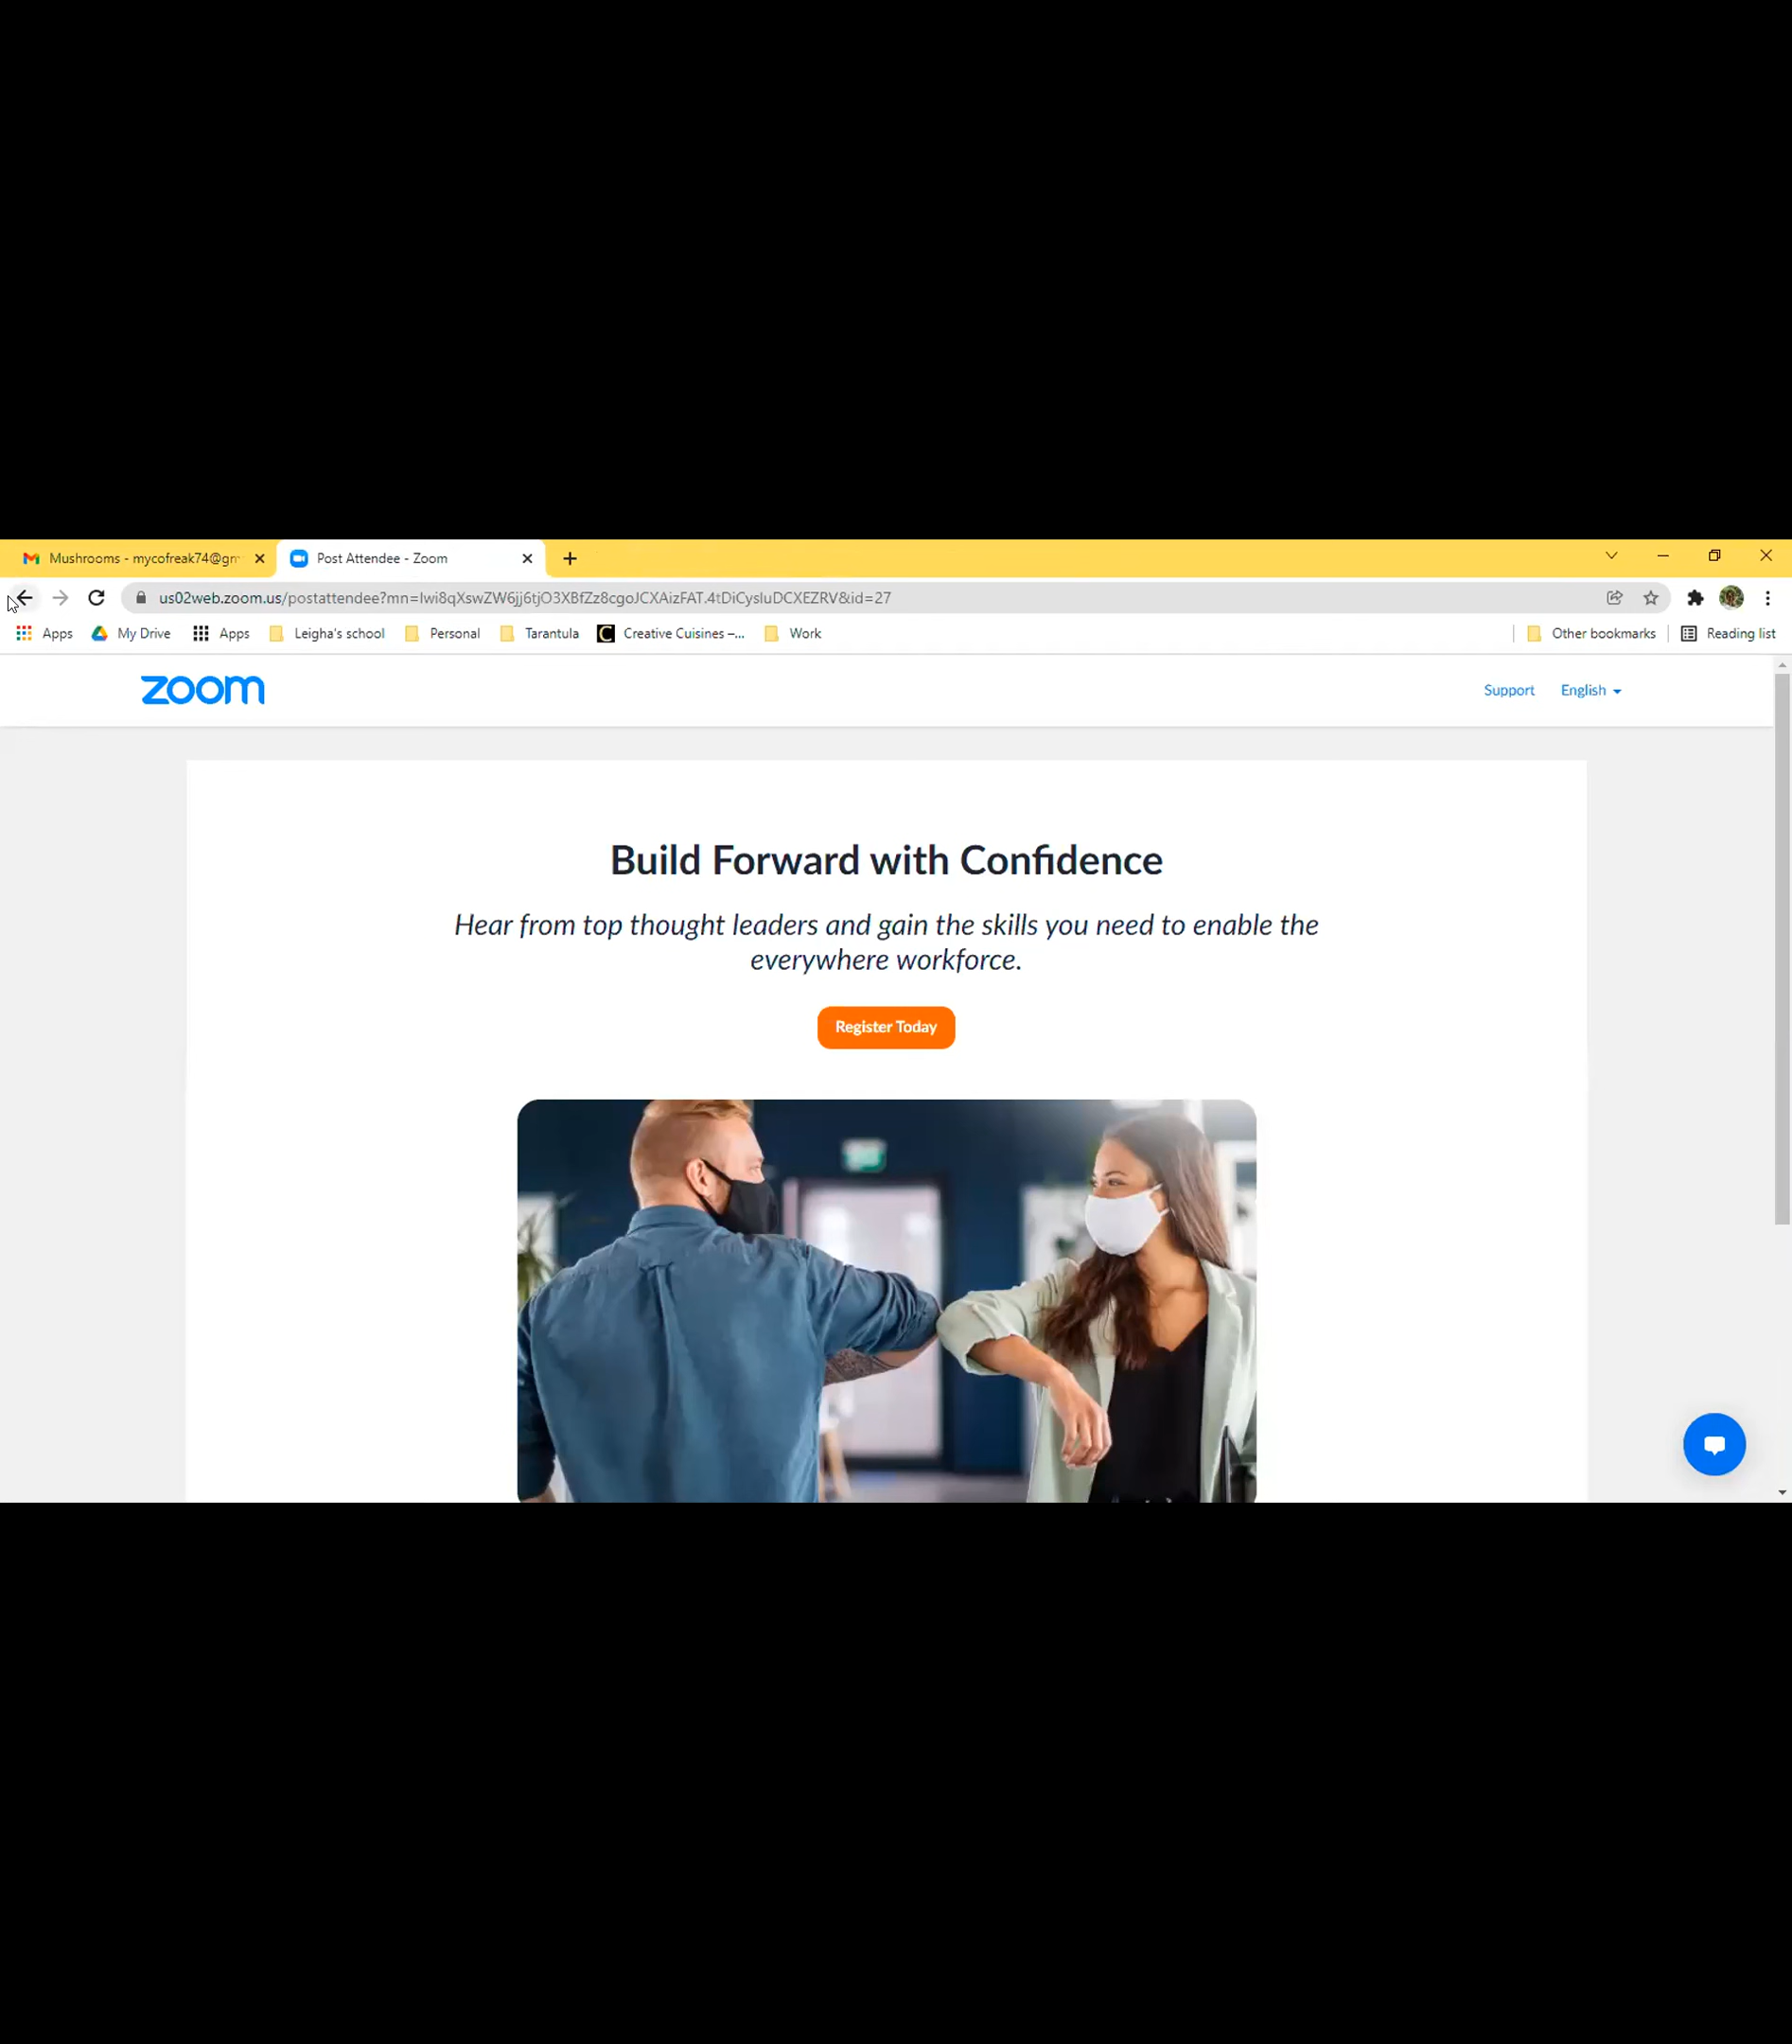 Mushrooms - mycofreak74@gm
Post Attendee - Zoom
us02web.zoom.us/postattendee?mn=Iwi8qXswZW6jj6tjO3XBfZz8cgoJCXAizFAT.4tDiCysluDCXEZRV&id=27
Apps My Drive Apps Leigha's school Personal Tarantula Creative Cuisines –... Work Other bookmarks Reading list
zoom Support English
Build Forward with Confidence
Hear from top thought leaders and gain the skills you need to enable the
everywhere workforce.
Register Today